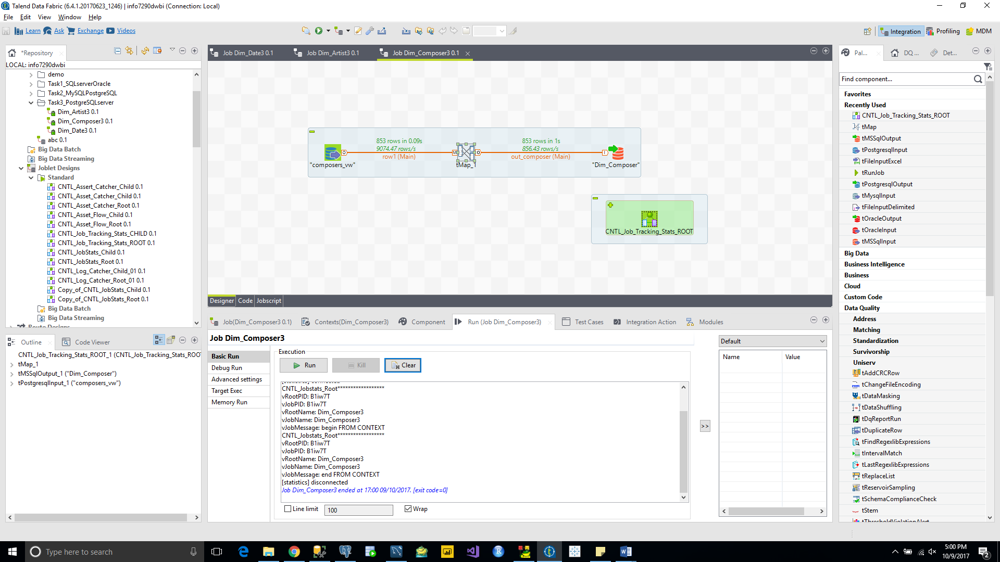 Talend Data Fabric (6.4.1.20170623_1246) | info7290dwbi (Connection: Local)
File Edit View Window Help
Learn Ask Exchange Videos
Integration Profiling MDM
*Repository
LOCAL: info7290dwbi
demo
Task1_SQLserverOracle
Task2_MySQLPostgreSQL
Task3_PostgreSQLserver
Dim_Artist3 0.1
Dim_Composer3 0.1
Dim_Date3 0.1
abc 0.1
Big Data Batch
Big Data Streaming
Joblet Designs
Standard
CNTL_Assert_Catcher_Child 0.1
CNTL_Asset_Catcher_Child 0.1
CNTL_Asset_Catcher_Root 0.1
CNTL_Asset_Flow_Child 0.1
CNTL_Asset_Flow_Root 0.1
CNTL_Job_Tracking_Stats_CHILD 0.1
CNTL_Job_Tracking_Stats_ROOT 0.1
CNTL_JobStats_Child 0.1
CNTL_JobStats_Root 0.1
CNTL_Log_Catcher_Child_01 0.1
CNTL_Log_Catcher_Root_01 0.1
Copy_of_CNTL_JobStats_Child 0.1
Copy_of_CNTL_JobStats_Root 0.1
Big Data Batch
Big Data Streaming
Route Designs
Outline Code Viewer
CNTL_Job_Tracking_Stats_ROOT_1 (CNTL_Job_Tracking_Stats_ROO
tMap_1
tMSSqlOutput_1 ("Dim_Composer")
tPostgresqlInput_1 ("composers_vw")
Job Dim_Date3 0.1 Job Dim_Artist3 0.1 Job Dim_Composer3 0.1
853 rows in 0.09s
9074.47 rows/s
row1 (Main)
853 rows in 1s
856.43 rows/s
out_composer (Main)
"composers_vw" tMap_1 "Dim_Composer"
CNTL_Job_Tracking_Stats_ROOT
Designer Code Jobscript
Job(Dim_Composer3 0.1) Contexts(Dim_Composer3) Component Run (Job Dim_Composer3) Test Cases Integration Action Modules
Job Dim_Composer3
Basic Run
Debug Run
Advanced settings
Target Exec
Memory Run
Execution
Run Kill Clear
[statistics] connected
CNTL_Jobstats_Root******************
vRootPID: B1iw7T
vJobPID: B1iw7T
vRootName: Dim_Composer3
vJobName: Dim_Composer3
vJobMessage: begin FROM CONTEXT
CNTL_Jobstats_Root******************
vRootPID: B1iw7T
vJobPID: B1iw7T
vRootName: Dim_Composer3
vJobName: Dim_Composer3
vJobMessage: end FROM CONTEXT
[statistics] disconnected
Job Dim_Composer3 ended at 17:00 09/10/2017. [exit code=0]
Line limit 100 Wrap
>>
Default
Name Value
Pal... DQ ... Det...
Find component...
Favorites
Recently Used
CNTL_Job_Tracking_Stats_ROOT
tMap
tMSSqlOutput
tPostgresqlInput
tFileInputExcel
tRunJob
tPostgresqlOutput
tMysqlInput
tFileInputDelimited
tOracleOutput
tOracleInput
tMSSqlInput
Big Data
Business Intelligence
Business
Cloud
Custom Code
Data Quality
Address
Matching
Standardization
Survivorship
Uniserv
tAddCRCRow
tChangeFileEncoding
tDataMasking
tDataShuffling
tDqReportRun
tDuplicateRow
tFindRegexlibExpressions
tIntervalMatch
tLastRegexlibExpressions
tReplaceList
tReservoirSampling
tSchemaComplianceCheck
tStem
tThresholdViolationAlert
Type here to search
5:00 PM
10/9/2017
2